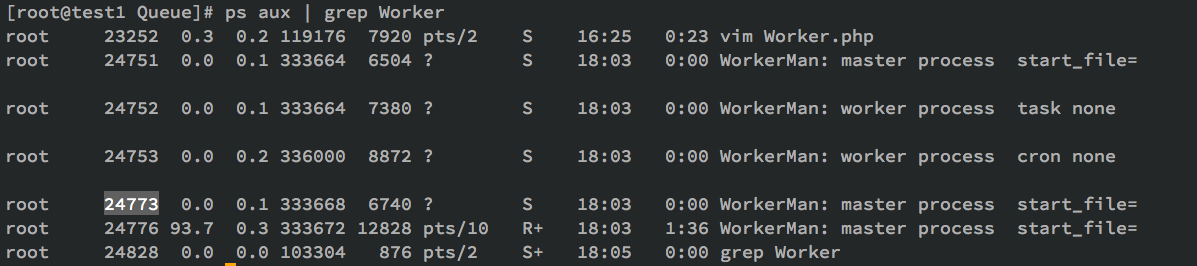 [root@test1 Queue]# ps aux | grep Worker
root 23252 0.3 0.2 119176 7920 pts/2 S 16:25 0:23 vim Worker.php
root 24751 0.1 0.1 333664 6504 ? S 18:03 0:00 WorkerMan: master process start_file=
root 24752 0.0 0.1 333664 7380 ? S 18:03 0:00 WorkerMan: worker process task none
root 24753 0.0 0.2 336000 8872 ? S 18:03 0:00 WorkerMan: worker process cron none
root 24773 0.0 0.1 333668 6740 ? S 18:03 0:00 WorkerMan: master process start_file=
root 24776 93.7 0.3 333672 12828 pts/10 R+ 18:03 1:36 WorkerMan: master process start_file=
root 24828 0.0 0.0 103304 876 pts/2 S+ 18:05 0:00 grep Worker